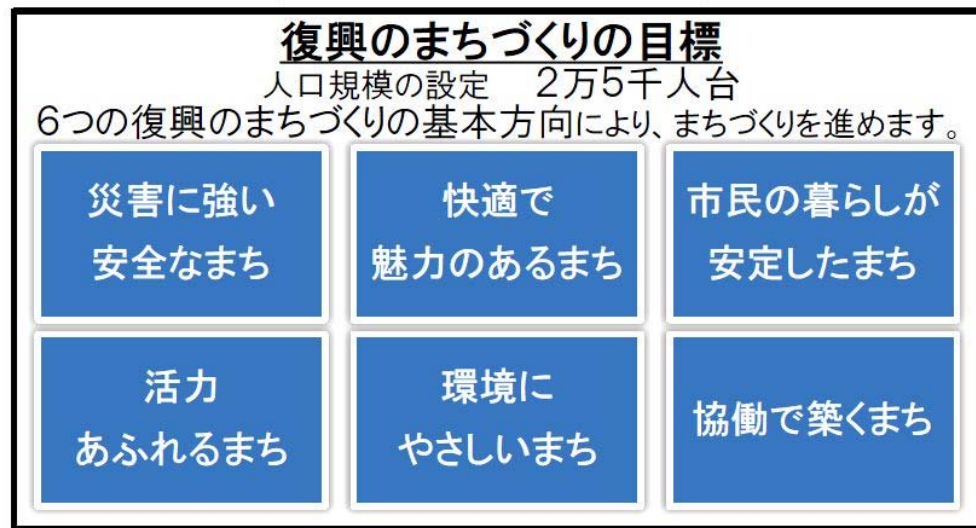 復興のまちづくりの目標
人口規模の設定　2万5千人台
6つの復興のまちづくりの基本方向により、まちづくりを進めます。
災害に強い
安全なまち
快適で
魅力のあるまち
市民の暮らしが
安定したまち
活力
あふれるまち
環境に
やさしいまち
協働で築くまち